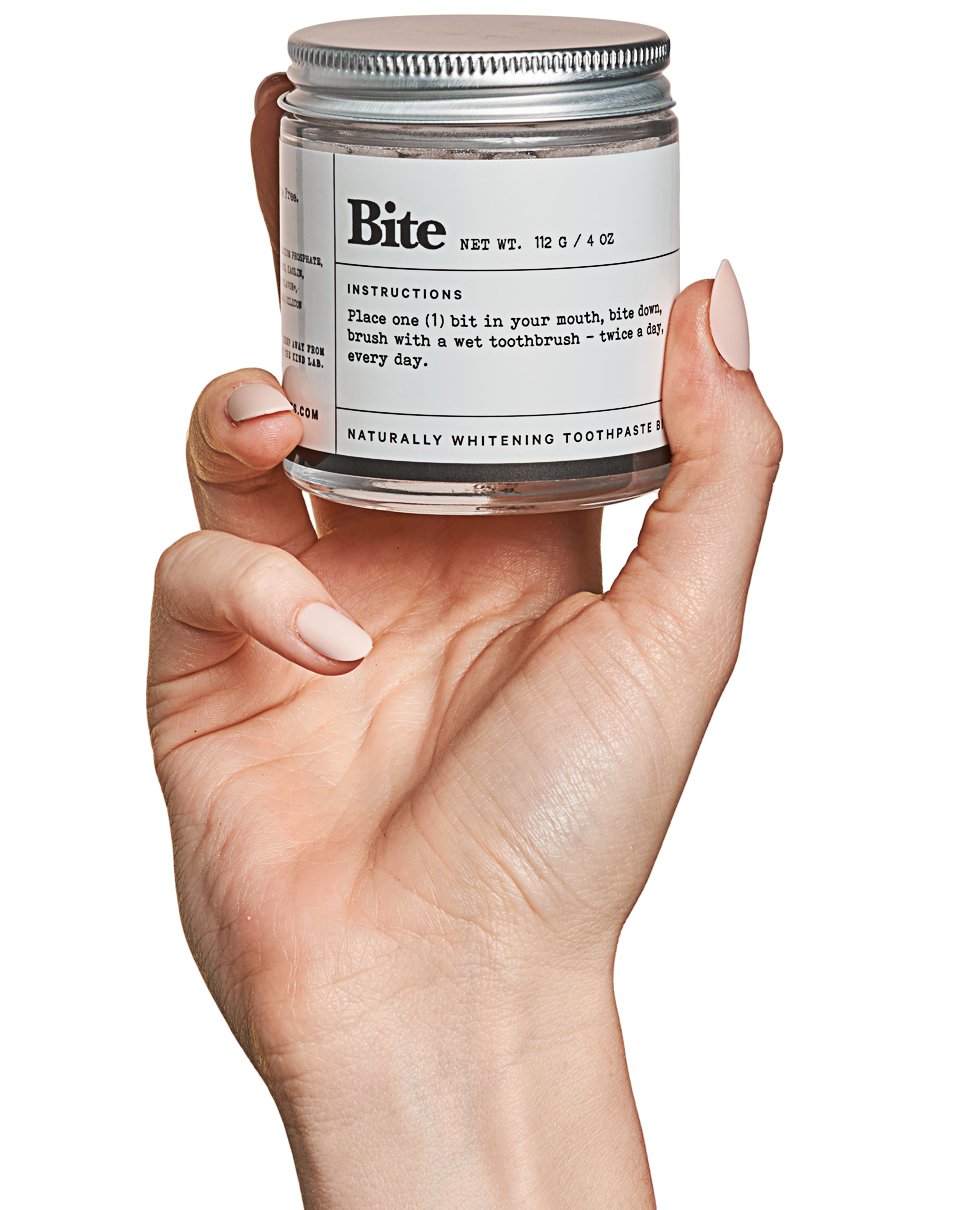 Free.
PHOSPHATE,
KAOLIN,
AWAY FROM
KIND LAB.
.COM
Bite NET WT. 112 G / 4 OZ
INSTRUCTIONS
Place one (1) bit in your mouth, bite down,
brush with a wet toothbrush – twice a day,
every day.
NATURALLY WHITENING TOOTHPASTE B